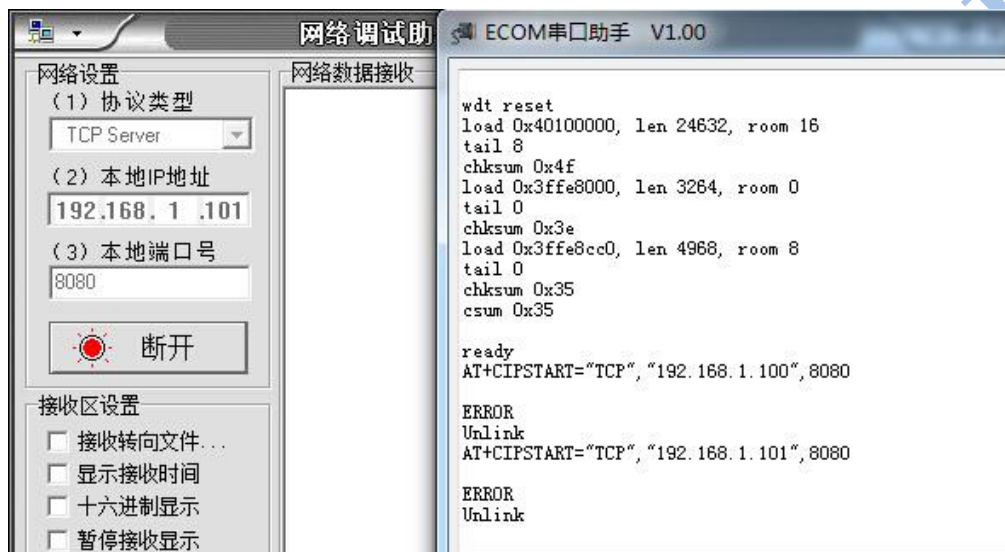 网络调试助
网络设置
(1) 协议类型
TCP Server
(2) 本地IP地址
192.168. 1 .101
(3) 本地端口号
8080
断开
接收区设置
接收转向文件...
显示接收时间
十六进制显示
暂停接收显示
网络数据接收
ECOM串口助手 V1.00
wdt reset
load 0x40100000, len 24632, room 16
tail 8
chksum 0x4f
load 0x3ffe8000, len 3264, room 0
tail 0
chksum 0x3e
load 0x3ffe8cc0, len 4968, room 8
tail 0
chksum 0x35
csum 0x35
ready
AT+CIPSTART="TCP","192.168.1.100",8080
ERROR
Unlink
AT+CIPSTART="TCP","192.168.1.101",8080
ERROR
Unlink